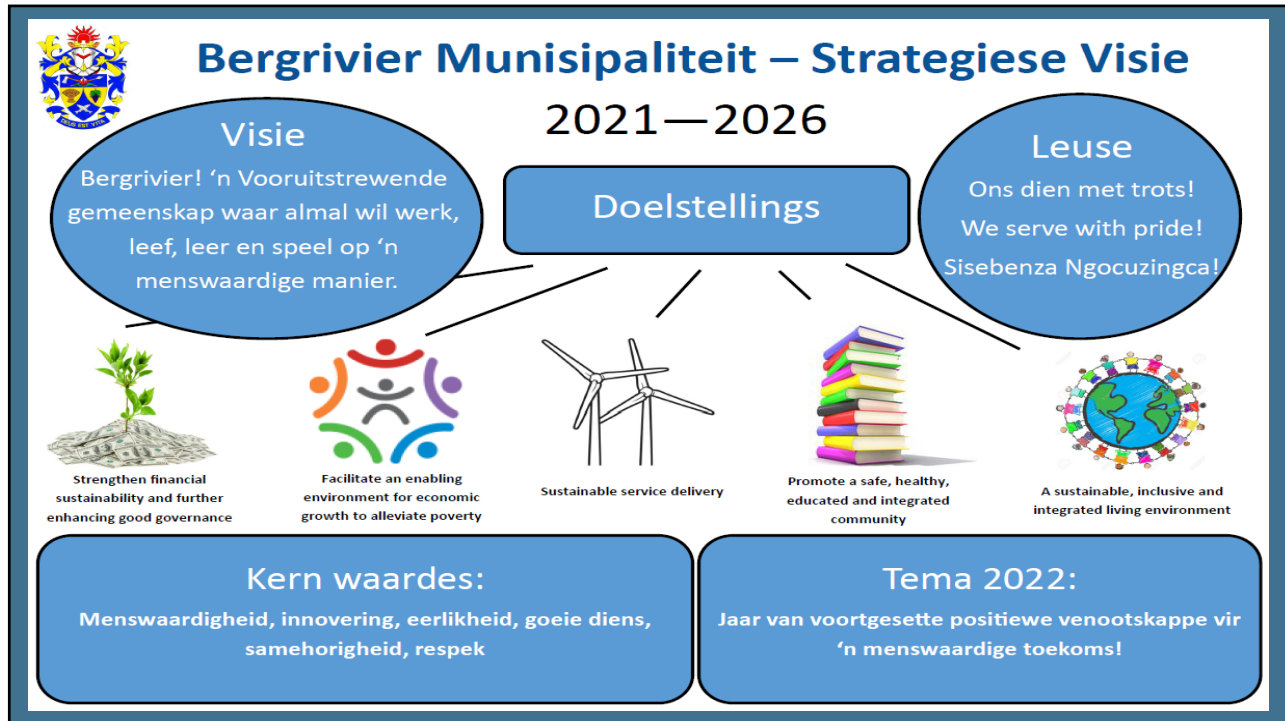 Bergrivier Munisipaliteit – Strategiese Visie
2021—2026
Visie
Bergrivier! ‘n Vooruitstrewende
gemeenskap waar almal wil werk,
leef, leer en speel op ‘n
menswaardige manier.
Doelstellings
Leuse
Ons dien met trots!
We serve with pride!
Sisebenza Ngocuzingca!
Strengthen financial
sustainability and further
enhancing good governance
Facilitate an enabling
environment for economic
growth to alleviate poverty
Sustainable service delivery
Promote a safe, healthy,
educated and integrated
community
A sustainable, inclusive and
integrated living environment
Kern waardes:
Menswaardigheid, innovering, eerlikheid, goeie diens,
samehorigheid, respek
Tema 2022:
Jaar van voortgesette positiewe venootskappe vir
‘n menswaardige toekoms!